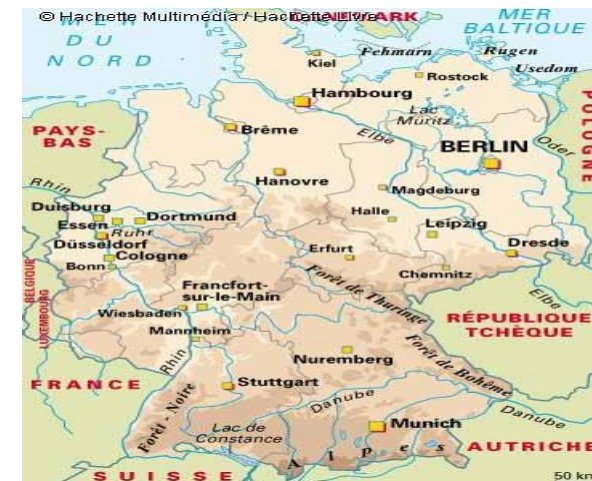 © Hachette Multimédia / Hachette Livre
DANEMARK
MER DU NORD
MER BALTIQUE
Kiel
Fehmarn
Rügen
Usedom
Rostock
Hambourg
Lac Müritz
POLOGNE
PAYS-BAS
Brême
Elbe
BERLIN
Oder
Hanovre
Rhin
Magdeburg
Duisburg
Dortmund
Halle
Essen
Ruhr
Leipzig
Düsseldorf
Erfurt
Dresde
Cologne
Bonn
Chemnitz
BELGIQUE
Forêt de Thuringe
Francfort-sur-le-Main
Elbe
LUXEMBOURG
Wiesbaden
RÉPUBLIQUE TCHÈQUE
Mannheim
Forêt de Bohême
Rhin
Nuremberg
FRANCE
Stuttgart
Danube
Forêt - Noire
Danube
Lac de Constance
Munich
AUTRICHE
Alpes
SUISSE
50 km